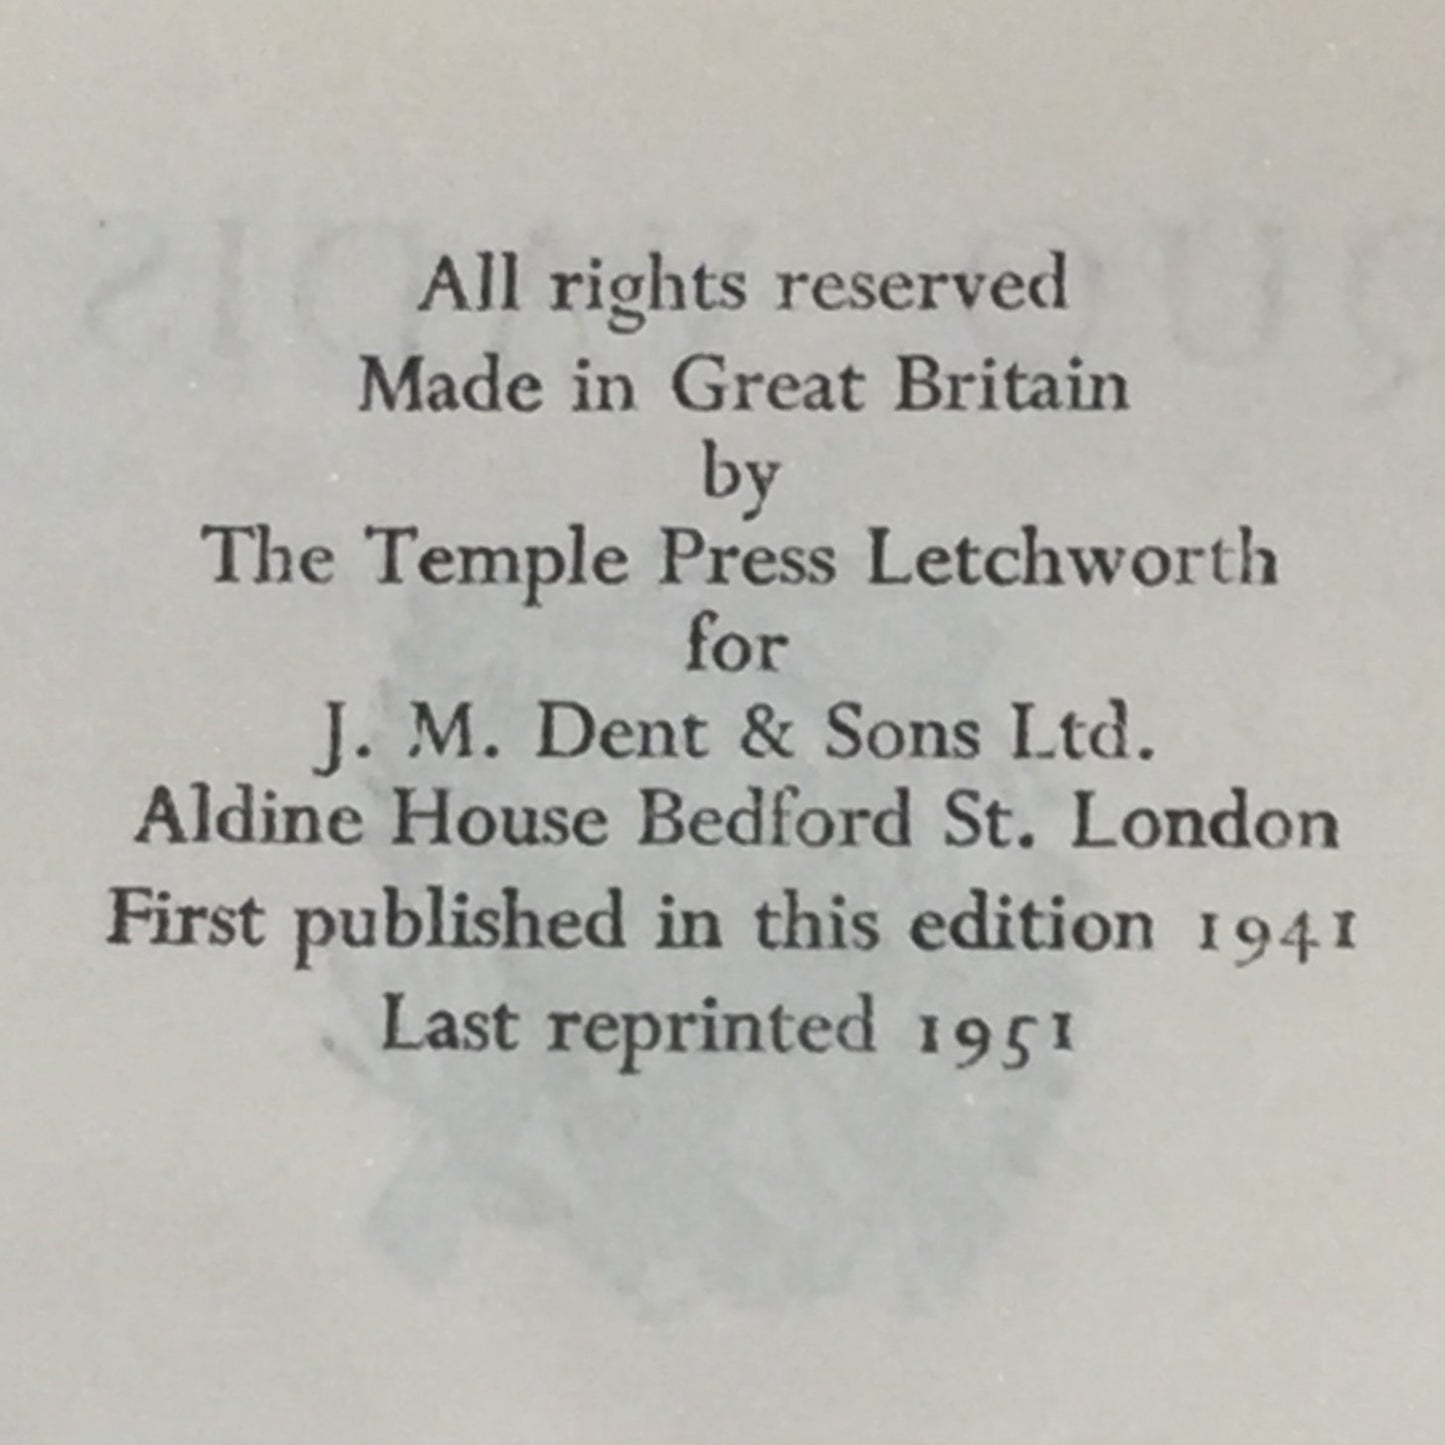 All rights reserved
Made in Great Britain
by
The Temple Press Letchworth
for
J. M. Dent & Sons Ltd.
Aldine House Bedford St. London
First published in this edition 1941
Last reprinted 1951